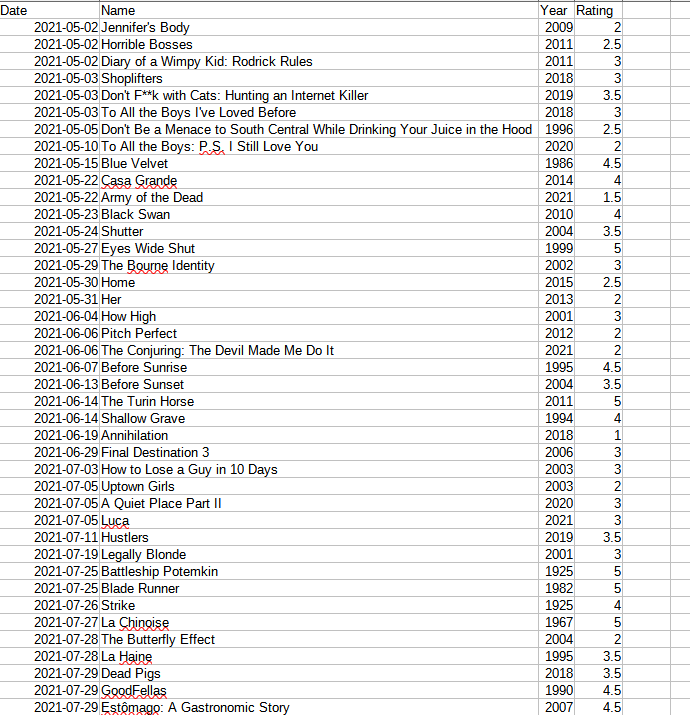 Date Name Year Rating
2021-05-02 Jennifer's Body 2009 2
2021-05-02 Horrible Bosses 2011 2.5
2021-05-02 Diary of a Wimpy Kid: Rodrick Rules 2011 3
2021-05-03 Shoplifters 2018 3
2021-05-03 Don't F**k with Cats: Hunting an Internet Killer 2019 3.5
2021-05-03 To All the Boys I've Loved Before 2018 3
2021-05-05 Don't Be a Menace to South Central While Drinking Your Juice in the Hood 1996 2.5
2021-05-10 To All the Boys: P.S. I Still Love You 2020 2
2021-05-15 Blue Velvet 1986 4.5
2021-05-22 Casa Grande 2014 4
2021-05-22 Army of the Dead 2021 1.5
2021-05-23 Black Swan 2010 4
2021-05-24 Shutter 2004 3.5
2021-05-27 Eyes Wide Shut 1999 5
2021-05-29 The Bourne Identity 2002 3
2021-05-30 Home 2015 2.5
2021-05-31 Her 2013 2
2021-06-04 How High 2001 3
2021-06-06 Pitch Perfect 2012 2
2021-06-06 The Conjuring: The Devil Made Me Do It 2021 2
2021-06-07 Before Sunrise 1995 4.5
2021-06-13 Before Sunset 2004 3.5
2021-06-14 The Turin Horse 2011 5
2021-06-14 Shallow Grave 1994 4
2021-06-19 Annihilation 2018 1
2021-06-29 Final Destination 3 2006 3
2021-07-03 How to Lose a Guy in 10 Days 2003 3
2021-07-05 Uptown Girls 2003 2
2021-07-05 A Quiet Place Part II 2020 3
2021-07-05 Luca 2021 3
2021-07-11 Hustlers 2019 3.5
2021-07-19 Legally Blonde 2001 3
2021-07-25 Battleship Potemkin 1925 5
2021-07-25 Blade Runner 1982 5
2021-07-26 Strike 1925 4
2021-07-27 La Chinoise 1967 5
2021-07-28 The Butterfly Effect 2004 2
2021-07-28 La Haine 1995 3.5
2021-07-29 Dead Pigs 2018 3.5
2021-07-29 GoodFellas 1990 4.5
2021-07-29 Estômago: A Gastronomic Story 2007 4.5